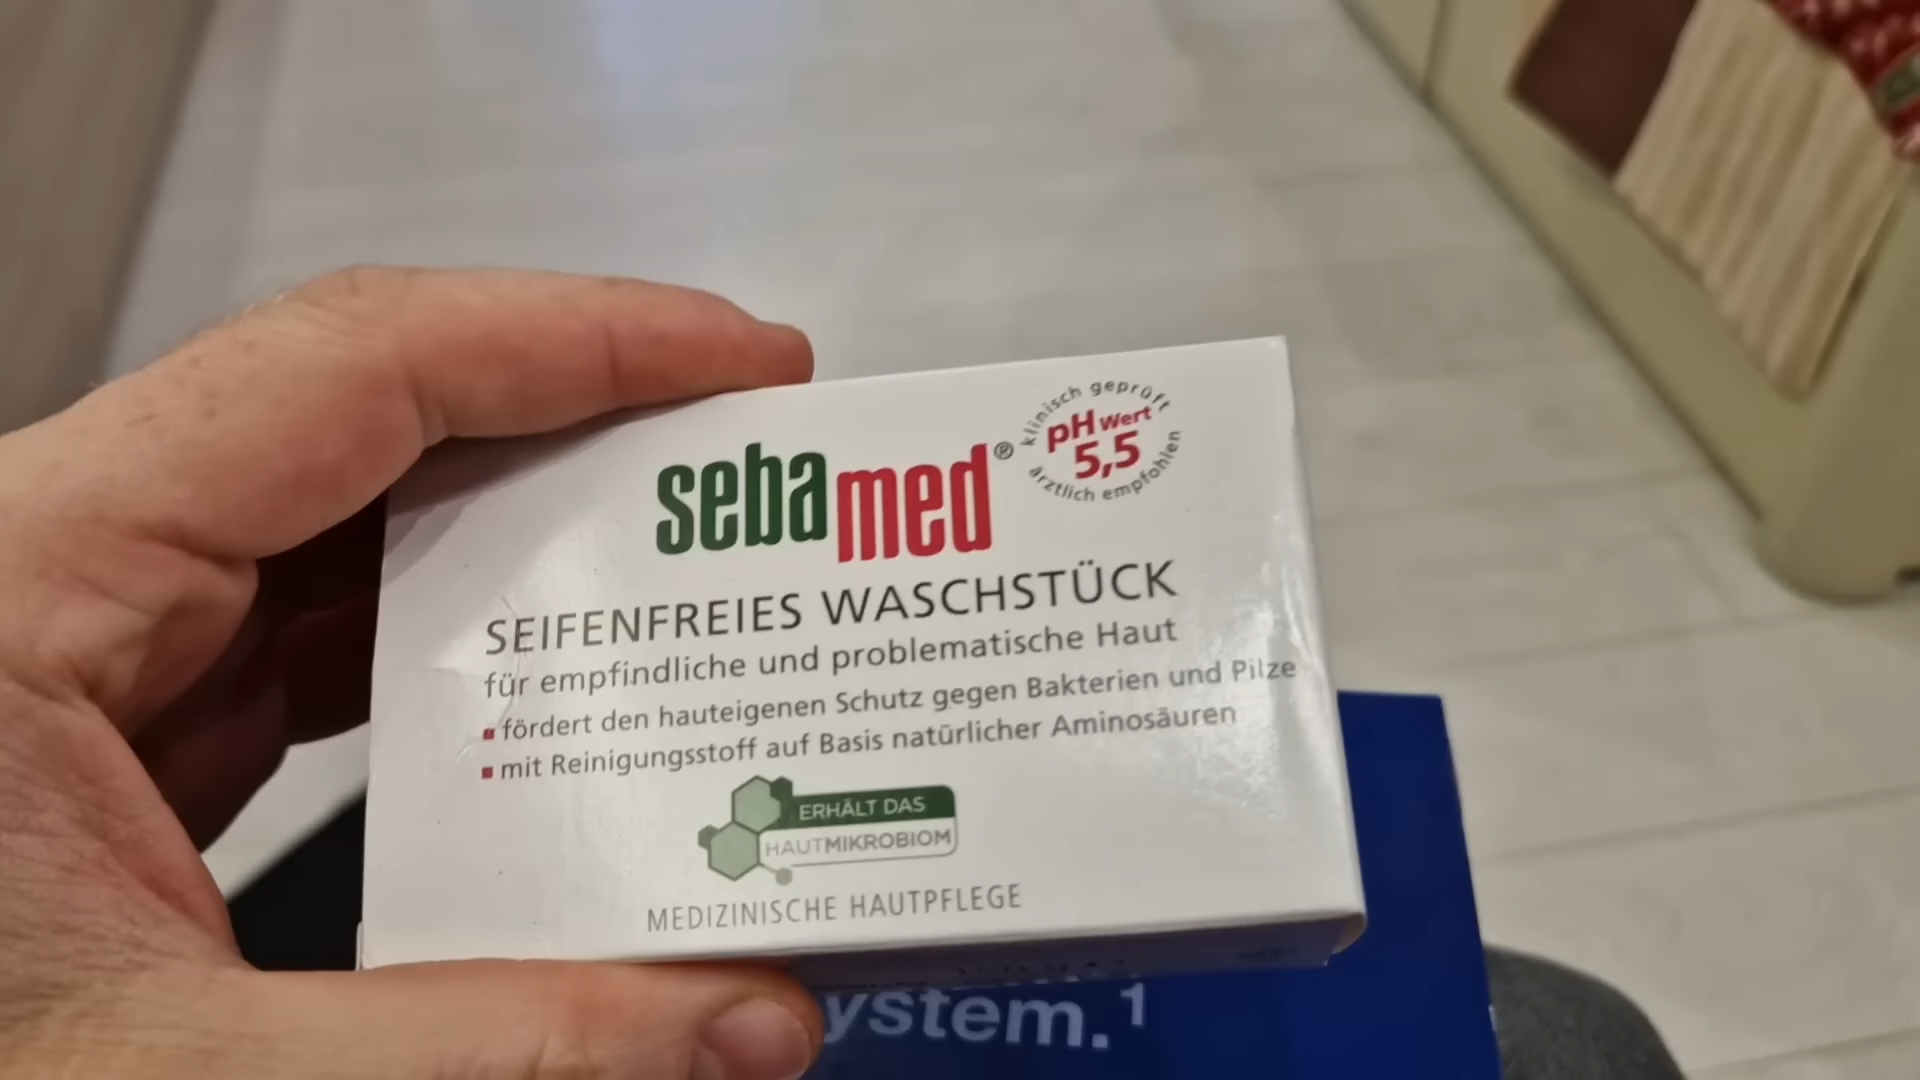 sebamed®
klinisch geprüft
pH Wert
5,5
ärztlich empfohlen
SEIFENFREIES WASCHSTÜCK
für empfindliche und problematische Haut
fördert den hauteigenen Schutz gegen Bakterien und Pilze
mit Reinigungsstoff auf Basis natürlicher Aminosäuren
ERHÄLT DAS
HAUTMIKROBIOM
MEDIZINISCHE HAUTPFLEGE
ystem.¹